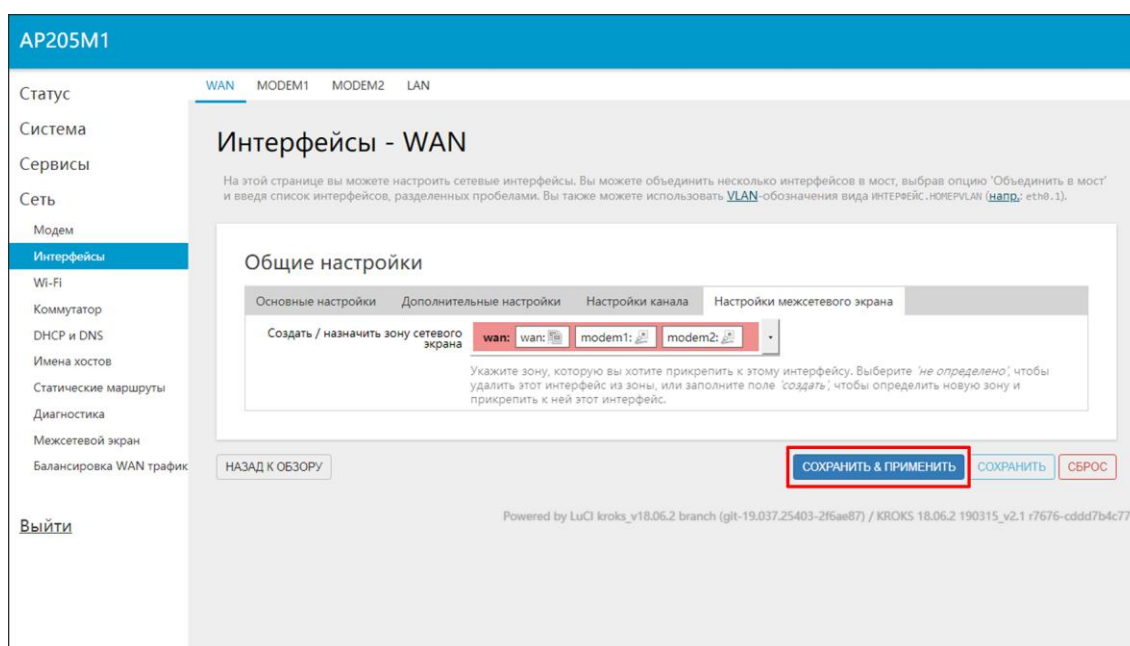 AP205M1
WAN MODEM1 MODEM2 LAN
Статус
Система
Сервисы
Сеть
Модем
Интерфейсы
Wi-Fi
Коммутатор
DHCP и DNS
Имена хостов
Статические маршруты
Диагностика
Межсетевой экран
Балансировка WAN трафик
Выйти
Интерфейсы - WAN
На этой странице вы можете настроить сетевые интерфейсы. Вы можете объединить несколько интерфейсов в мост, выбрав опцию 'Объединить в мост'
и введя список интерфейсов, разделенных пробелами. Вы также можете использовать VLAN-обозначения вида ИНТЕРФЕЙС.НОМЕРVLAN (напр.: eth0.1).
Общие настройки
Основные настройки Дополнительные настройки Настройки канала Настройки межсетевого экрана
Создать / назначить зону сетевого
экрана
wan: wan: modem1: modem2:
Укажите зону, которую вы хотите прикрепить к этому интерфейсу. Выберите 'не определено', чтобы
удалить этот интерфейс из зоны, или заполните поле 'создать', чтобы определить новую зону и
прикрепить к ней этот интерфейс.
НАЗАД К ОБЗОРУ СОХРАНИТЬ & ПРИМЕНИТЬ СОХРАНИТЬ СБРОС
Powered by LuCI kroks_v18.06.2 branch (git-19.037.25403-2f6ae87) / KROKS 18.06.2 190315_v2.1 r7676-cddd7b4c77